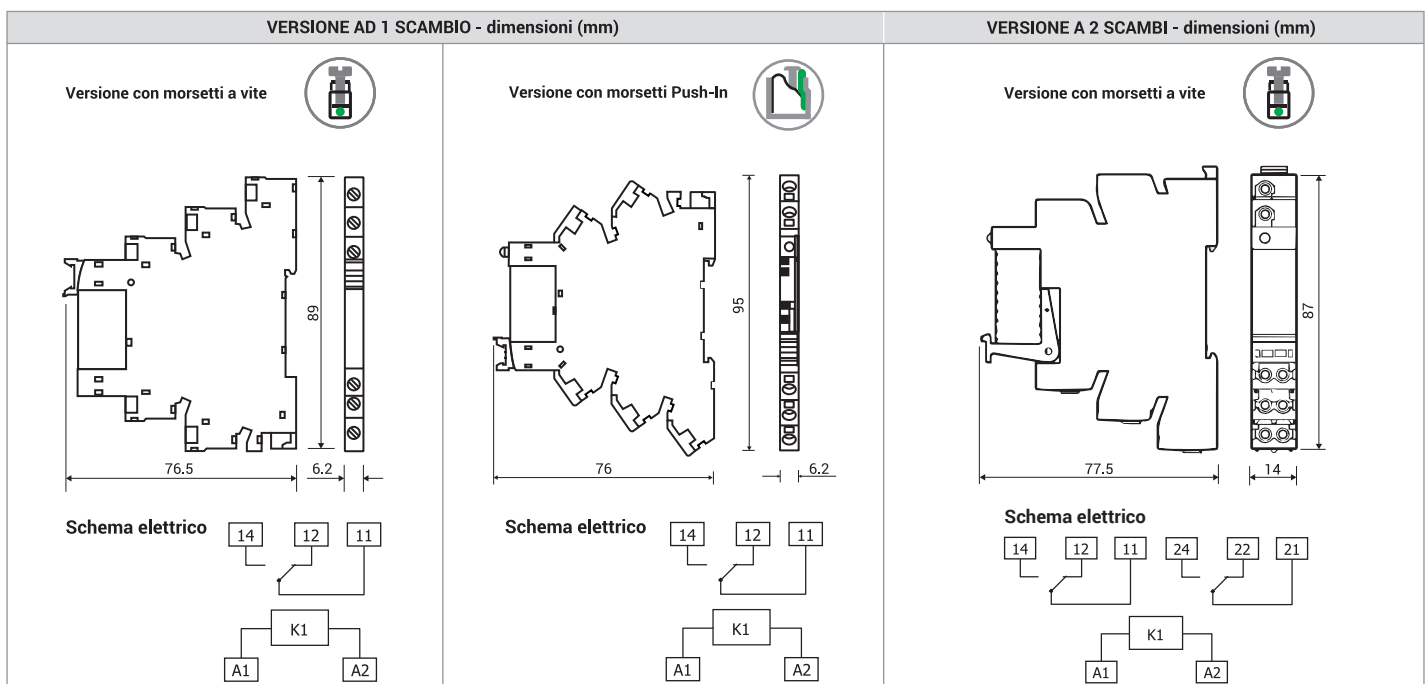 VERSIONE AD 1 SCAMBIO - dimensioni (mm)
VERSIONE A 2 SCAMBI - dimensioni (mm)
Versione con morsetti a vite
89
76.5
6.2
Schema elettrico
14
12
11
K1
A1
A2
Versione con morsetti Push-In
95
76
6.2
Schema elettrico
14
12
11
K1
A1
A2
Versione con morsetti a vite
87
77.5
14
Schema elettrico
14
12
11
24
22
21
K1
A1
A2